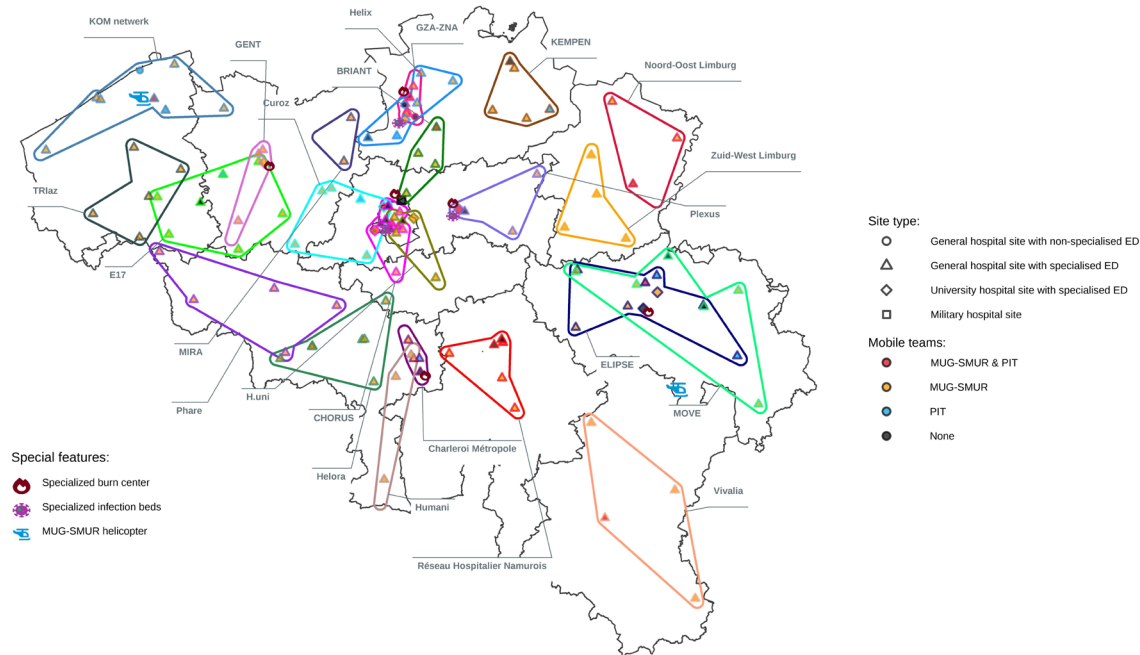 Helix
KOM netwerk
GZA-ZNA
GENT
KEMPEN
BRIANT
Noord-Oost Limburg
Curoz
Zuid-West Limburg
TRIaz
Plexus
E17
MIRA
ELIPSE
Phare
H.uni
CHORUS
MOVE
Charleroi Métropole
Helora
Humani
Vivalia
Réseau Hospitalier Namurois
Site type:
General hospital site with non-specialised ED
General hospital site with specialised ED
University hospital site with specialised ED
Military hospital site
Mobile teams:
MUG-SMUR & PIT
MUG-SMUR
PIT
None
Special features:
Specialized burn center
Specialized infection beds
MUG-SMUR helicopter